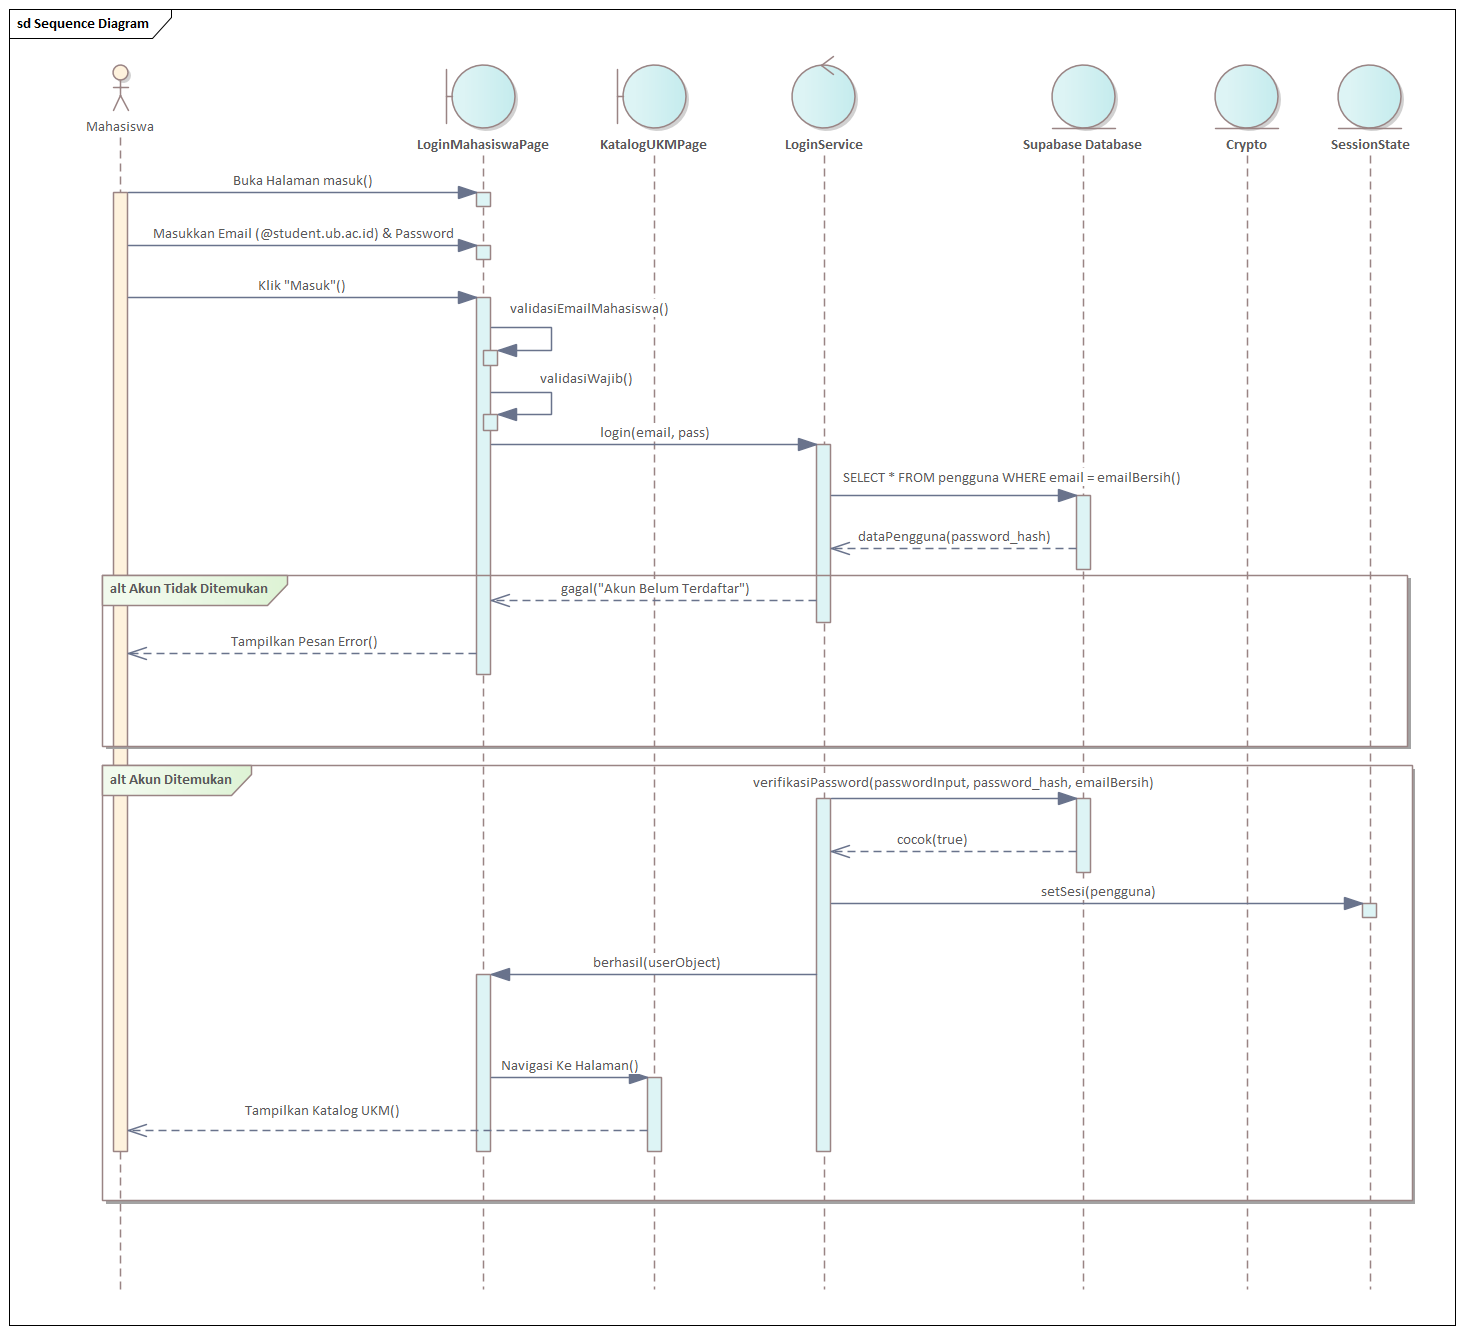 sd Sequence Diagram
Mahasiswa
LoginMahasiswaPage
KatalogUKMPage
LoginService
Supabase Database
Crypto
SessionState
Buka Halaman masuk()
Masukkan Email (@student.ub.ac.id) & Password
Klik "Masuk"()
validasiEmailMahasiswa()
validasiWajib()
login(email, pass)
SELECT * FROM pengguna WHERE email = emailBersih()
dataPengguna(password_hash)
alt Akun Tidak Ditemukan
gagal("Akun Belum Terdaftar")
Tampilkan Pesan Error()
alt Akun Ditemukan
verifikasiPassword(passwordInput, password_hash, emailBersih)
cocok(true)
setSesi(pengguna)
berhasil(userObject)
Navigasi Ke Halaman()
Tampilkan Katalog UKM()